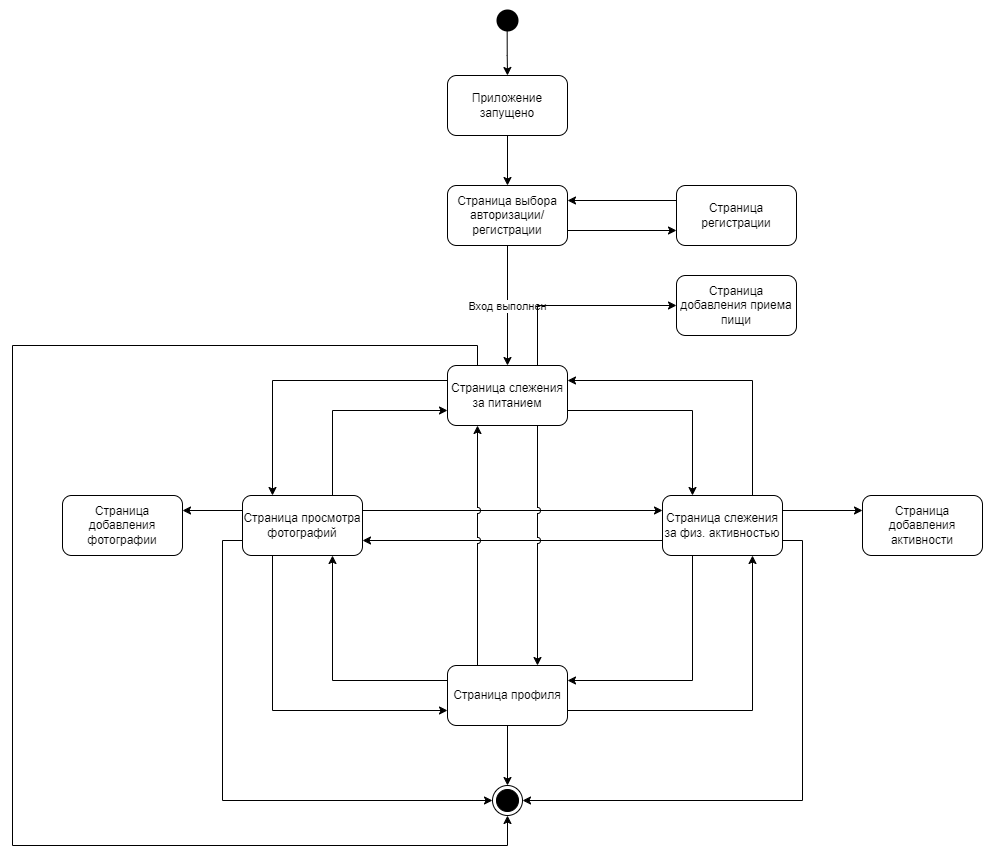 Приложение
запущено
Страница выбора
авторизации/
регистрации
Страница
регистрации
Вход выполнен
Страница
добавления приема
пищи
Страница слежения
за питанием
Страница
добавления
фотографии
Страница просмотра
фотографий
Страница слежения
за физ. активностью
Страница
добавления
активности
Страница профиля